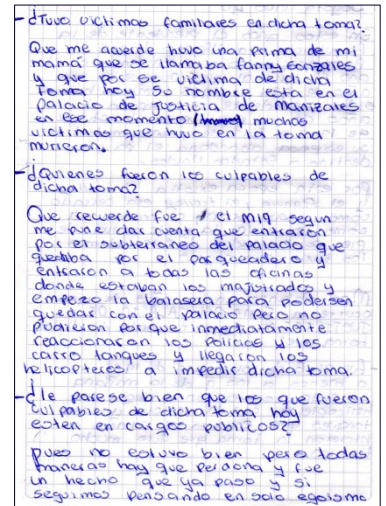 - ¿Tuvo victimas familiares en dicha toma?
Que me acuerde huvo una prima de mi
mamá que se llamaba fanny Gonzales
y que por se victima de dicha
Toma hoy su nombre esta en el
palacio de justicia de Manizales
en ese momento muchos
victimas que huvo en la toma
murieron.
- ¿Quienes fueron los culpables de
dicha toma?
Que recuerde fue el M19 segun
me pune dar cuenta que entraron
por el subterraneo del palacio que
quedaba por el parqueadero y
entraron a todas las oficinas
donde estaban los majistrados y
empezo la balasera para podersen
quedar con el palacio pero no
pudieron por que inmediatamente
reaccionaron los policias y los
carro tanques y llegaron los
helicopteros a impedir dicha toma.
- ¿le parese bien que los que fueron
culpables de dicha toma hoy
esten en cargos publicos?
pues no estuvo bien pero todas
maneras hay que perdona y fue
un hecho que ya paso y si
seguimos pensando en solo egoismo